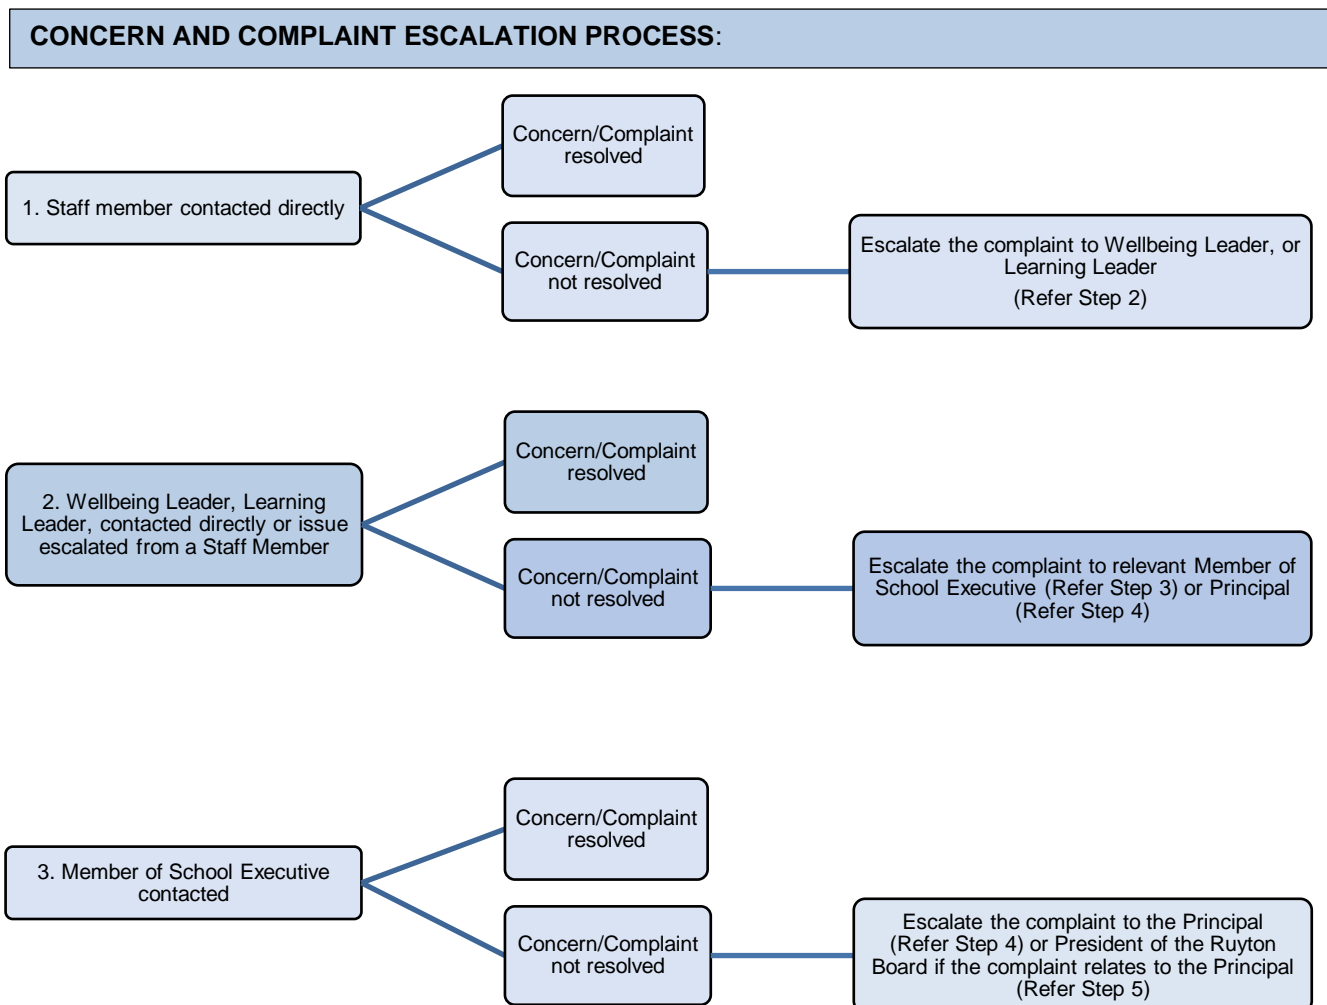 CONCERN AND COMPLAINT ESCALATION PROCESS:
Concern/Complaint
resolved
1. Staff member contacted directly
Concern/Complaint
not resolved
Escalate the complaint to Wellbeing Leader, or
Learning Leader
(Refer Step 2)
Concern/Complaint
resolved
2. Wellbeing Leader, Learning
Leader, contacted directly or issue
escalated from a Staff Member
Concern/Complaint
not resolved
Escalate the complaint to relevant Member of
School Executive (Refer Step 3) or Principal
(Refer Step 4)
Concern/Complaint
resolved
3. Member of School Executive
contacted
Concern/Complaint
not resolved
Escalate the complaint to the Principal
(Refer Step 4) or President of the Ruyton
Board if the complaint relates to the Principal
(Refer Step 5)